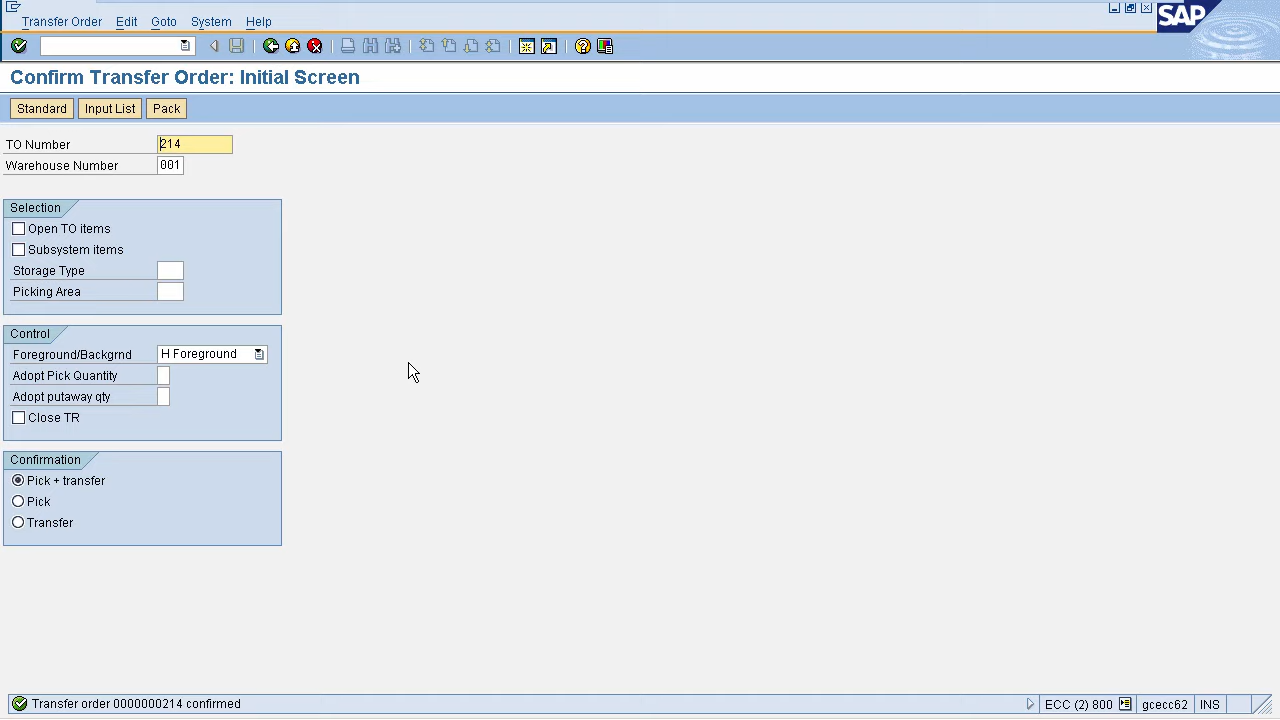 Transfer Order Edit Goto System Help
SAP
Confirm Transfer Order: Initial Screen
Standard Input List Pack
TO Number 214
Warehouse Number 001
Selection
Open TO items
Subsystem items
Storage Type
Picking Area
Control
Foreground/Backgrnd H Foreground
Adopt Pick Quantity
Adopt putaway qty
Close TR
Confirmation
Pick + transfer
Pick
Transfer
Transfer order 0000000214 confirmed ECC (2) 800 gcecc62 INS